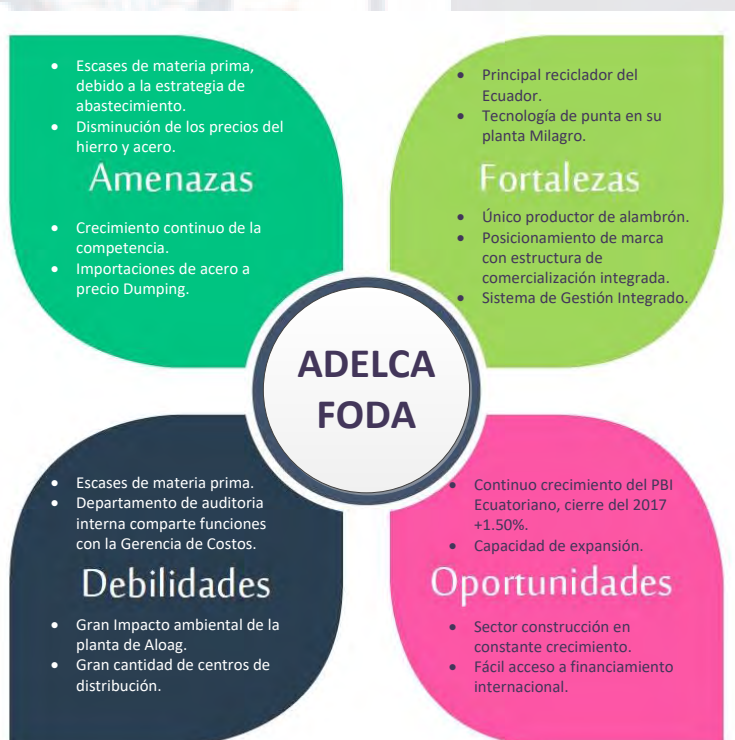 • Escases de materia prima,
debido a la estrategia de
abastecimiento.
• Disminución de los precios del
hierro y acero.
Amenazas
• Crecimiento continuo de la
competencia.
• Importaciones de acero a
precio Dumping.
• Principal reciclador del
Ecuador.
• Tecnología de punta en su
planta Milagro.
Fortalezas
• Único productor de alambrón.
• Posicionamiento de marca
con estructura de
comercialización integrada.
• Sistema de Gestión Integrado.
ADELCA
FODA
• Escases de materia prima.
• Departamento de auditoria
interna comparte funciones
con la Gerencia de Costos.
Debilidades
• Gran Impacto ambiental de la
planta de Aloag.
• Gran cantidad de centros de
distribución.
• Continuo crecimiento del PBI
Ecuatoriano, cierre del 2017
+1.50%.
• Capacidad de expansión.
Oportunidades
• Sector construcción en
constante crecimiento.
• Fácil acceso a financiamiento
internacional.